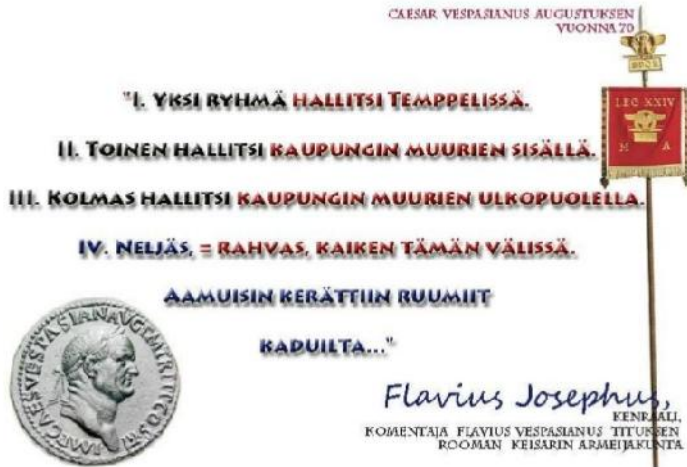 CAESAR VESPASIANUS AUGUSTUKSEN
VUONNA 70
"I. YKSI RYHMÄ HALLITSI TEMPPELISSÄ.
II. TOINEN HALLITSI KAUPUNGIN MUURIEN SISÄLLÄ.
III. KOLMAS HALLITSI KAUPUNGIN MUURIEN ULKOPUOLELLA.
IV. NELJÄS, = RAHVAS, KAIKEN TÄMÄN VÄLISSÄ.
AAMUISIN KERÄTTIIN RUUMIIT
KADUILTA..."
Flavius Josephus,
KENRAALI,
KOMENTAJA FLAVIUS VESPASIANUS TITUKSEN
ROOMAN KEISARIN ARMEIJAKUNTA
LEG XXIV
M A